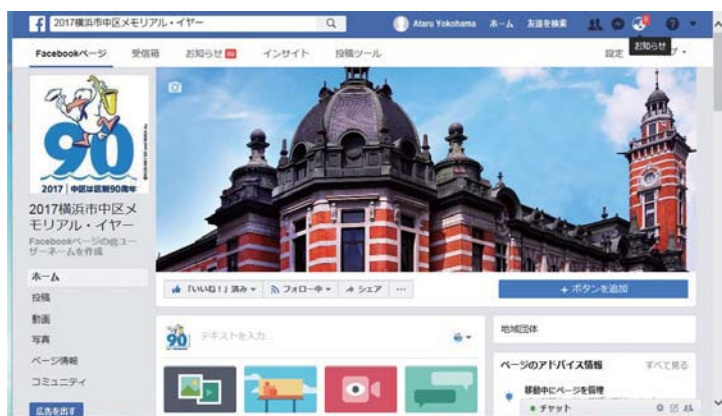 2017横浜市中区メモリアル・イヤー
Ataru Yokohama ホーム 友達を検索
Facebookページ 受信箱 お知らせ インサイト 投稿ツール 設定
お知らせ
90
2017 | 中区は区制90周年
2017横浜市中区メ
モリアル・イヤー
Facebookページの@ユー
ザーネームを作成
ホーム
投稿
動画
写真
ページ情報
コミュニティ
広告を出す
「いいね!」済み フォロー中 シェア ...
+ ボタンを追加
90 テキストを入力...
地域団体
ページのアドバイス情報 すべて見る
移動中にページを管理
チャット